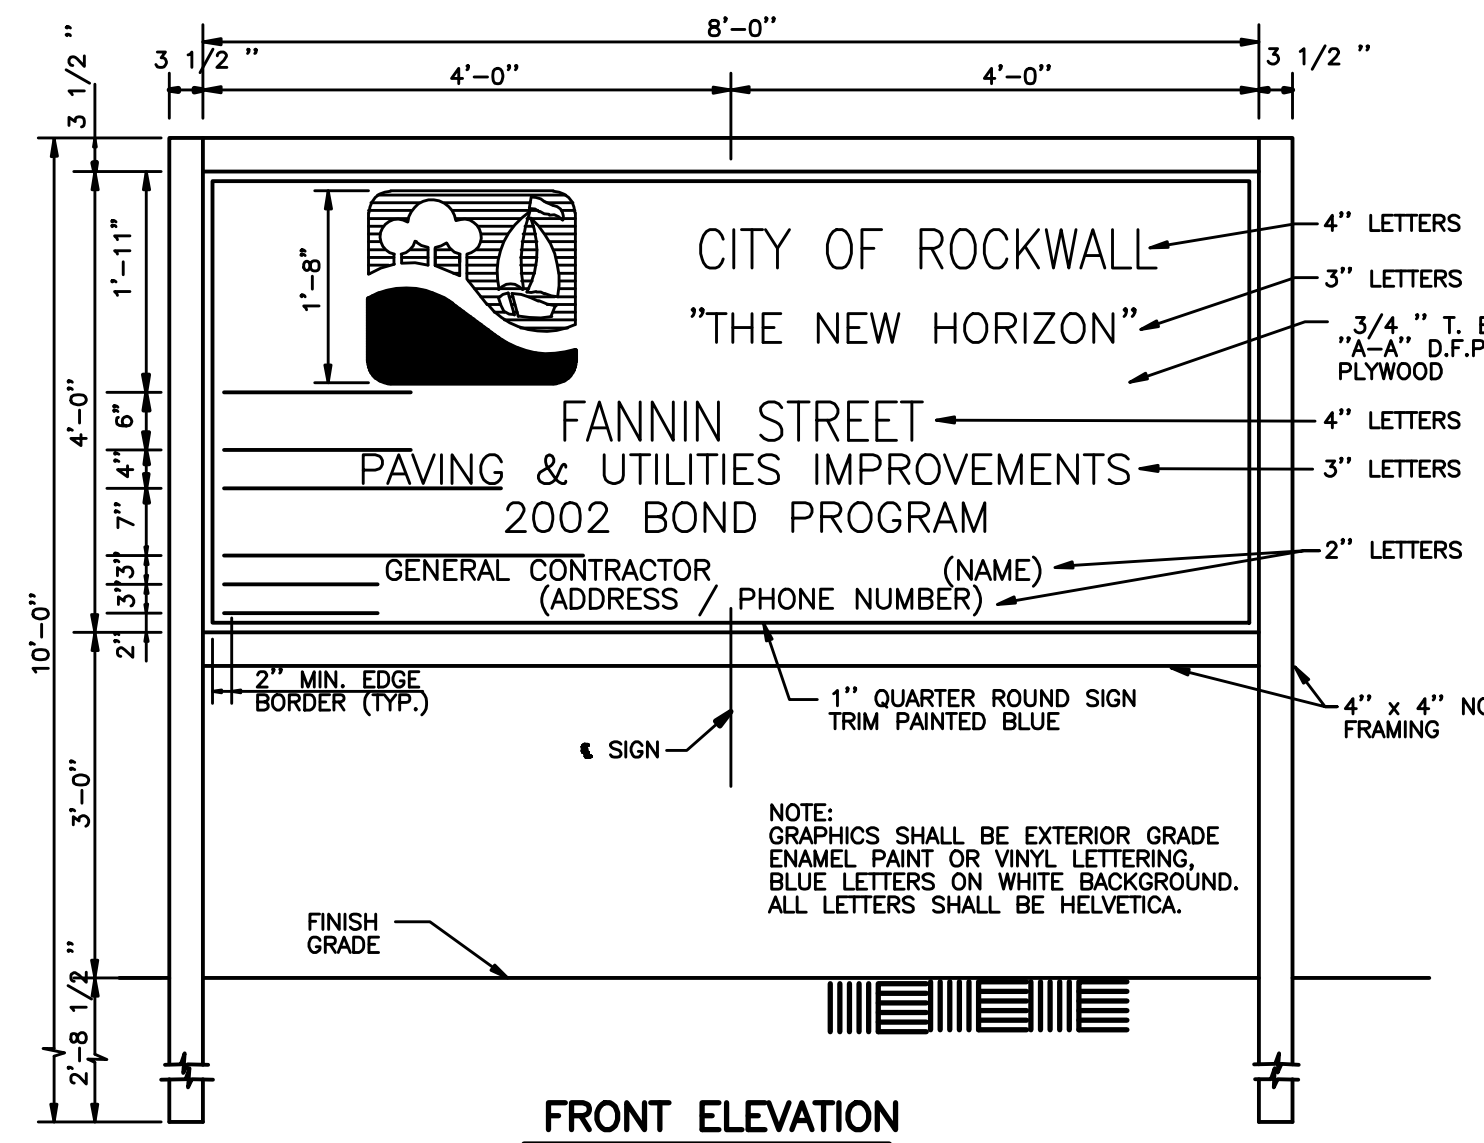 8'-0"
3 1/2 "
3 1/2 "
3 1/2 "
4'-0"
4'-0"
1'-11"
1'-8"
CITY OF ROCKWALL
4" LETTERS
"THE NEW HORIZON"
3" LETTERS
3/4 " T.
"A-A" D.F.P
PLYWOOD
4'-0"
6"
FANNIN STREET
4" LETTERS
4"
PAVING & UTILITIES IMPROVEMENTS
3" LETTERS
7"
2002 BOND PROGRAM
3"
GENERAL CONTRACTOR (NAME)
2" LETTERS
3"
(ADDRESS / PHONE NUMBER)
2"
10'-0"
2" MIN. EDGE
BORDER (TYP.)
1" QUARTER ROUND SIGN
TRIM PAINTED BLUE
4" x 4"
FRAMING
SIGN
3'-0"
NOTE:
GRAPHICS SHALL BE EXTERIOR GRADE
ENAMEL PAINT OR VINYL LETTERING,
BLUE LETTERS ON WHITE BACKGROUND.
ALL LETTERS SHALL BE HELVETICA.
FINISH
GRADE
2'-8 1/2 "
FRONT ELEVATION